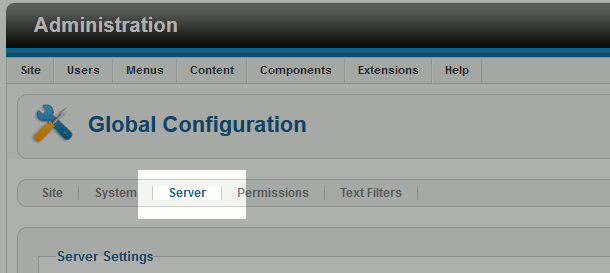 Administration
Site Users Menus Content Components Extensions Help
Global Configuration
Site System Server Permissions Text Filters
Server Settings